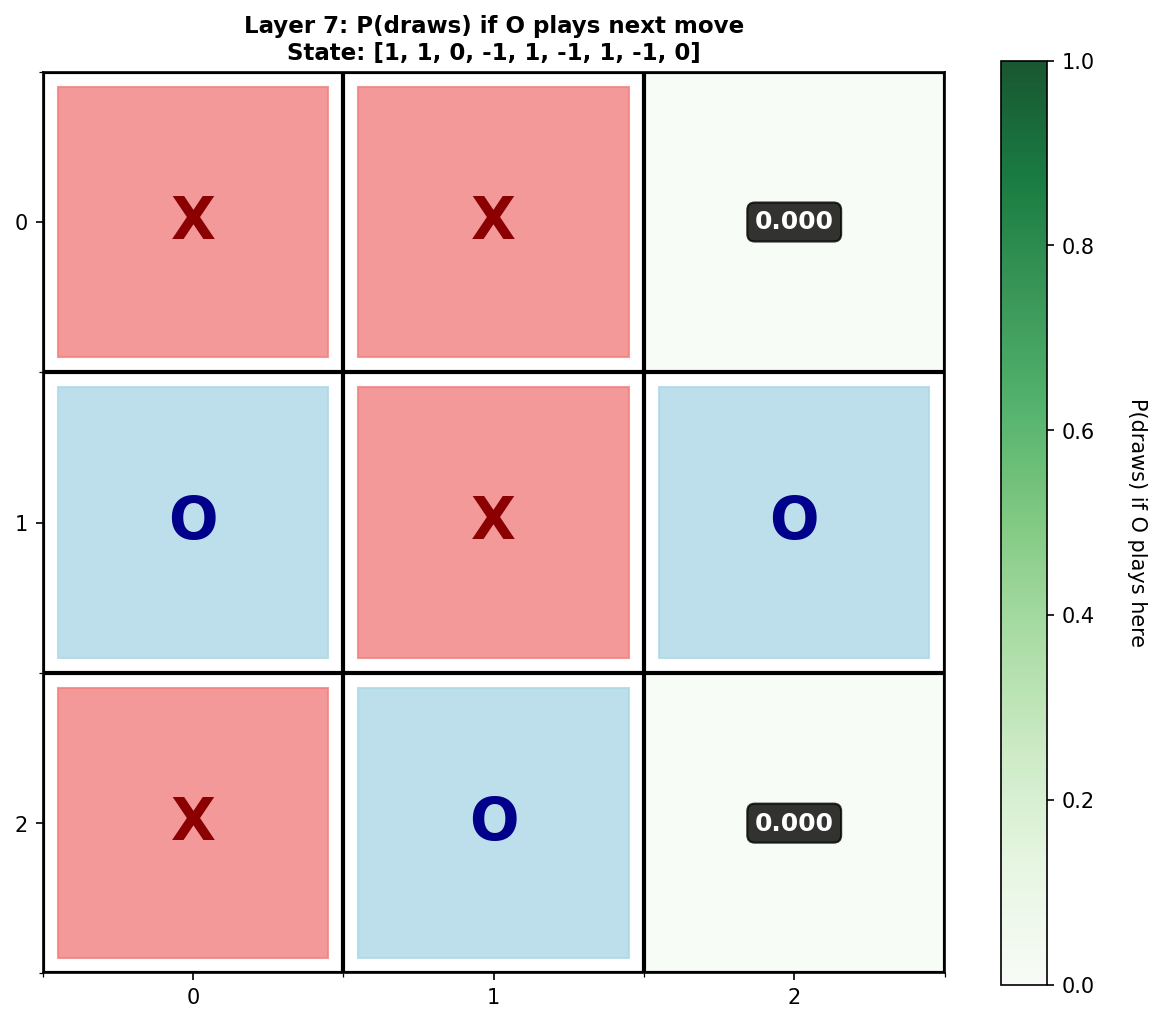 Layer 7: P(draws) if O plays next move
State: [1, 1, 0, -1, 1, -1, 1, -1, 0]
0
X
X
0.000
1
O
X
O
2
X
O
0.000
0
1
2
1.0
0.8
0.6
0.4
0.2
0.0
P(draws) if O plays here